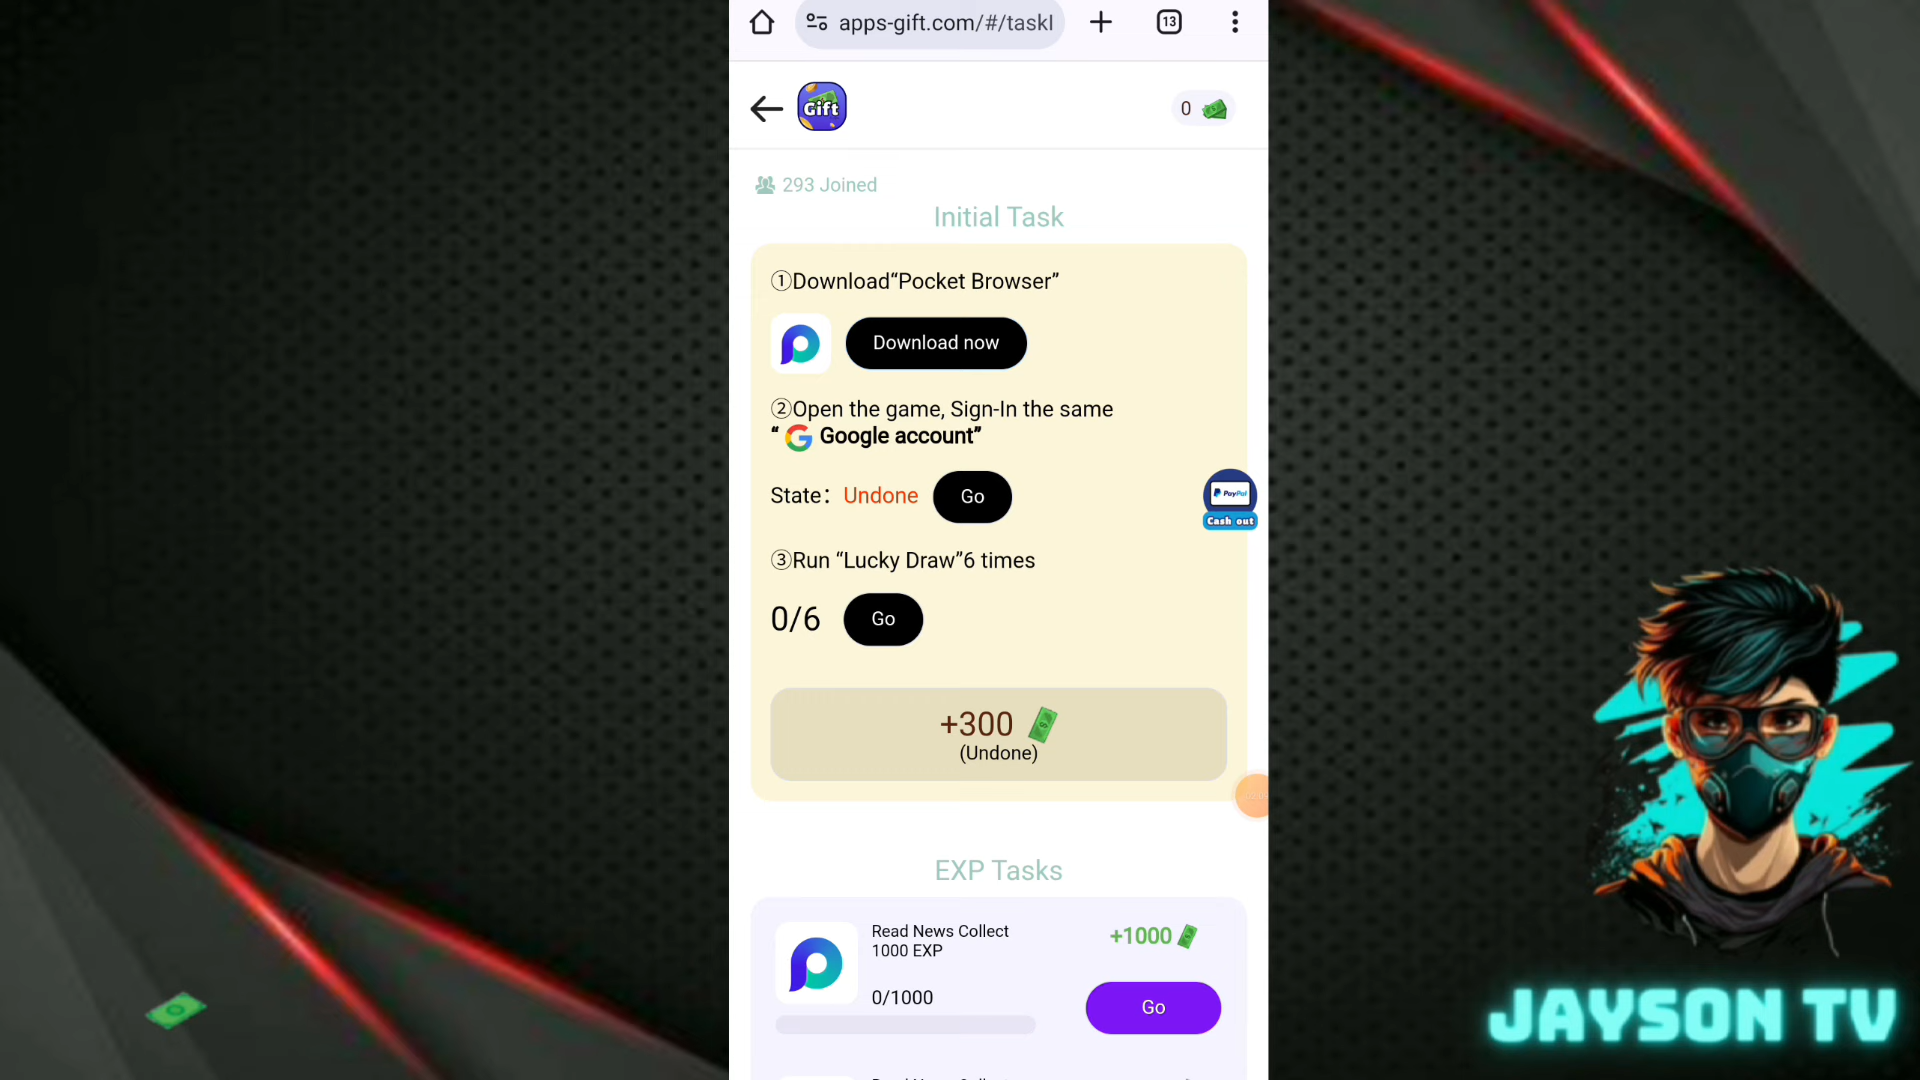 apps-gift.com/#/taskI
13
Gift
0
293 Joined
Initial Task
①Download“Pocket Browser”
Download now
②Open the game, Sign-In the same
“ Google account”
State： Undone
Go
PayPal
Cash out
③Run “Lucky Draw”6 times
0/6
Go
+300
(Undone)
EXP Tasks
Read News Collect
1000 EXP
+1000
0/1000
Go
JAYSON TV